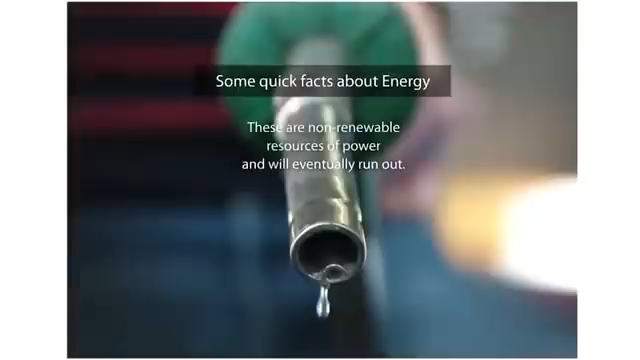 Some quick facts about Energy
These are non-renewable
resources of power
and will eventually run out.